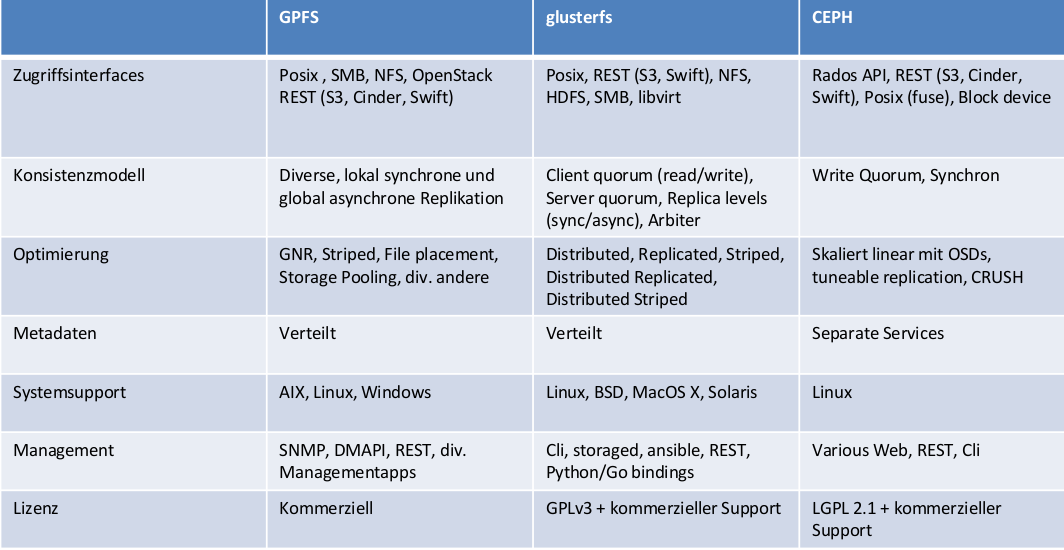 GPFS
glusterfs
CEPH
Zugriffsinterfaces
Posix , SMB, NFS, OpenStack
REST (S3, Cinder, Swift)
Posix, REST (S3, Swift), NFS,
HDFS, SMB, libvirt
Rados API, REST (S3, Cinder,
Swift), Posix (fuse), Block device
Konsistenzmodell
Diverse, lokal synchrone und
global asynchrone Replikation
Client quorum (read/write),
Server quorum, Replica levels
(sync/async), Arbiter
Write Quorum, Synchron
Optimierung
GNR, Striped, File placement,
Storage Pooling, div. andere
Distributed, Replicated, Striped,
Distributed Replicated,
Distributed Striped
Skaliert linear mit OSDs,
tuneable replication, CRUSH
Metadaten
Verteilt
Verteilt
Separate Services
Systemsupport
AIX, Linux, Windows
Linux, BSD, MacOS X, Solaris
Linux
Management
SNMP, DMAPI, REST, div.
Managementapps
Cli, storaged, ansible, REST,
Python/Go bindings
Various Web, REST, Cli
Lizenz
Kommerziell
GPLv3 + kommerzieller Support
LGPL 2.1 + kommerzieller
Support